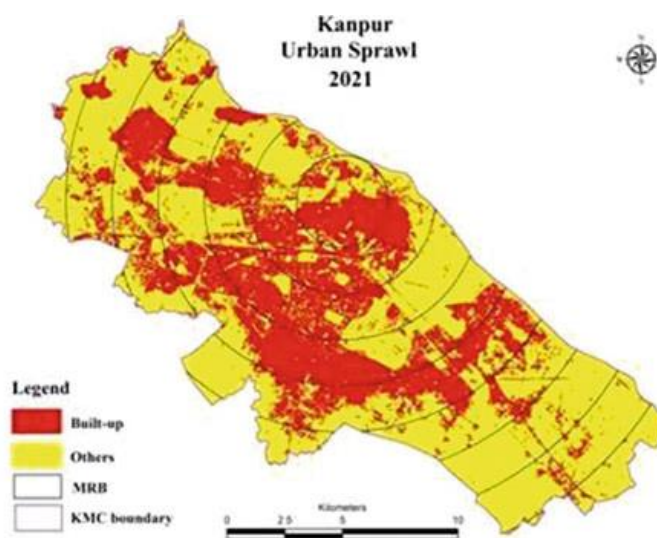 Kanpur
Urban Sprawl
2021
Legend
Built-up
Others
MRB
KMC boundary
Kilometers
0 2.5 5 10